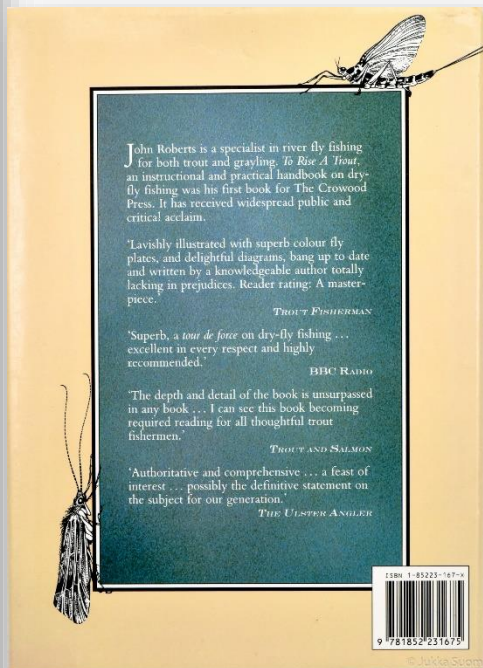 John Roberts is a specialist in river fly fishing
for both trout and grayling. To Rise A Trout,
an instructional and practical handbook on dry-
fly fishing was his first book for The Crowood
Press. It has received widespread public and
critical acclaim.
'Lavishly illustrated with superb colour fly
plates, and delightful diagrams, bang up to date
and written by a knowledgeable author totally
lacking in prejudices. Reader rating: A master-
piece.'
TROUT FISHERMAN
'Superb, a tour de force on dry-fly fishing ...
excellent in every respect and highly
recommended.'
BBC RADIO
'The depth and detail of the book is unsurpassed
in any book ... I can see this book becoming
required reading for all thoughtful trout
fishermen.'
TROUT AND SALMON
'Authoritative and comprehensive ... a feast of
interest ... possibly the definitive statement on
the subject for our generation.'
THE ULSTER ANGLER
ISBN 1-85223-167-X
9 781852 231675
© Jukka